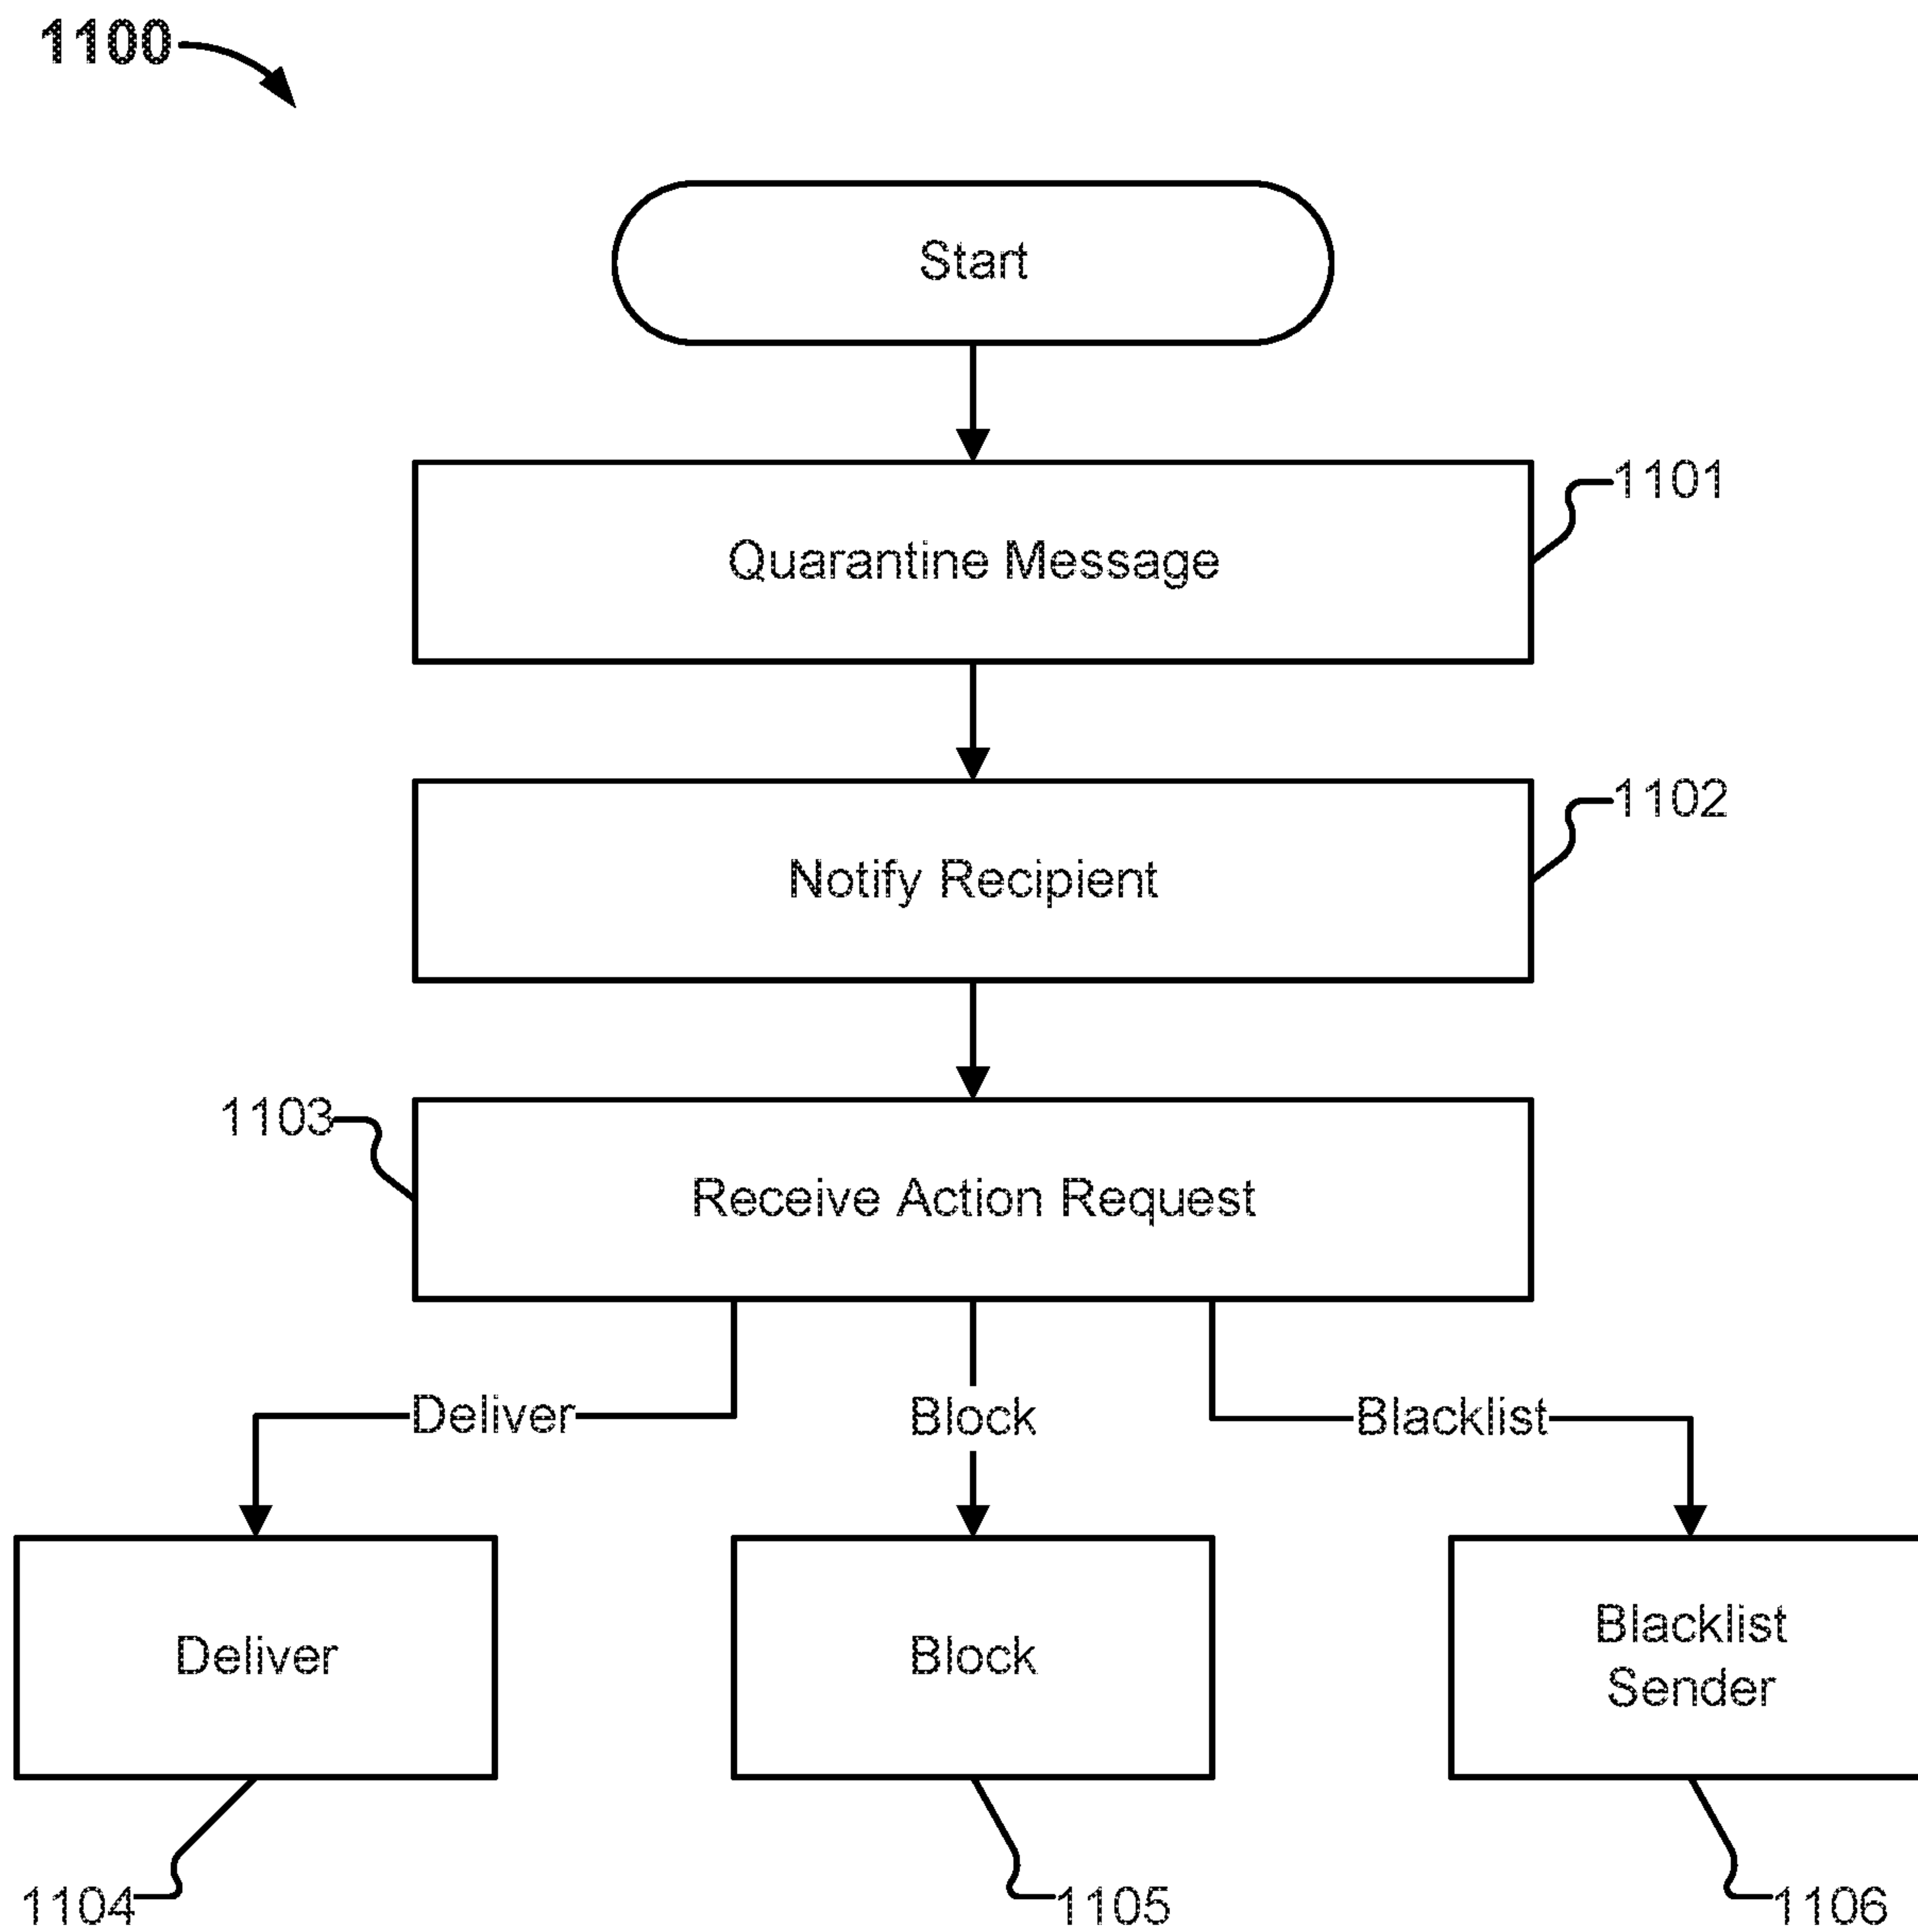 1100
Start
1101
Quarantine Message
1102
Notify Recipient
1103
Receive Action Request
Deliver
Block
Blacklist
Deliver
Block
Blacklist
Sender
1104
1105
1106